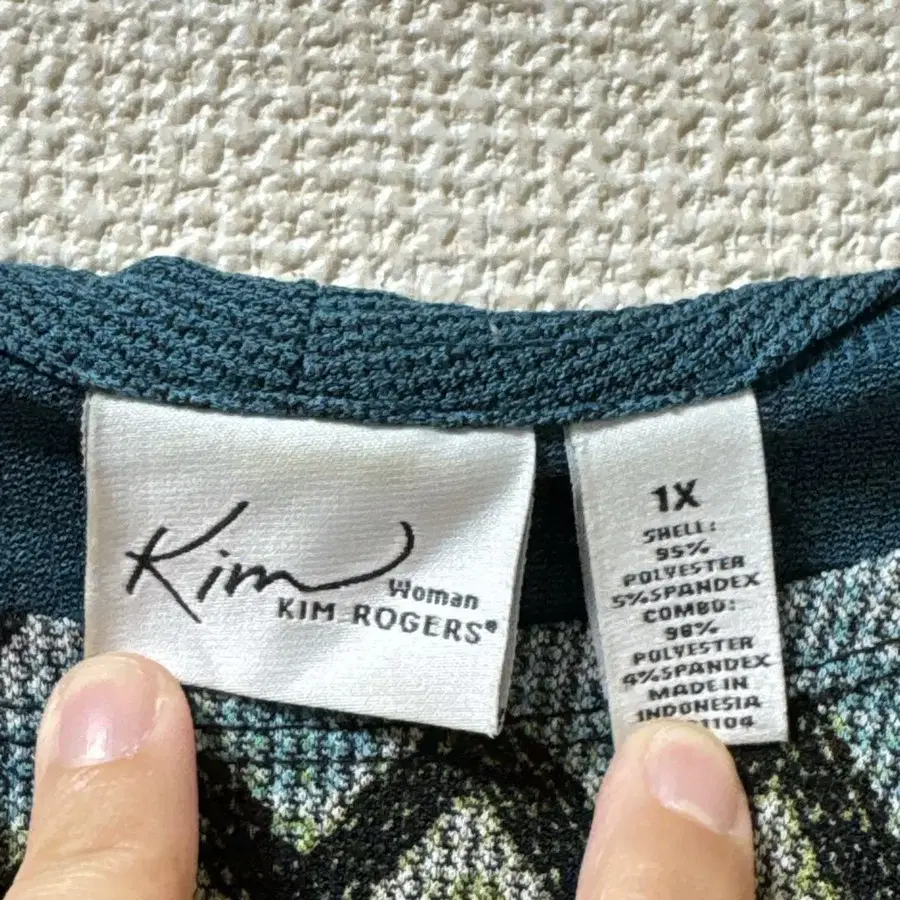 Kim
Woman
KIM ROGERS®
1X
SHELL:
95%
POLYESTER
5%SPANDEX
COMBO:
96%
POLYESTER
4%SPANDEX
MADE IN
INDONESIA